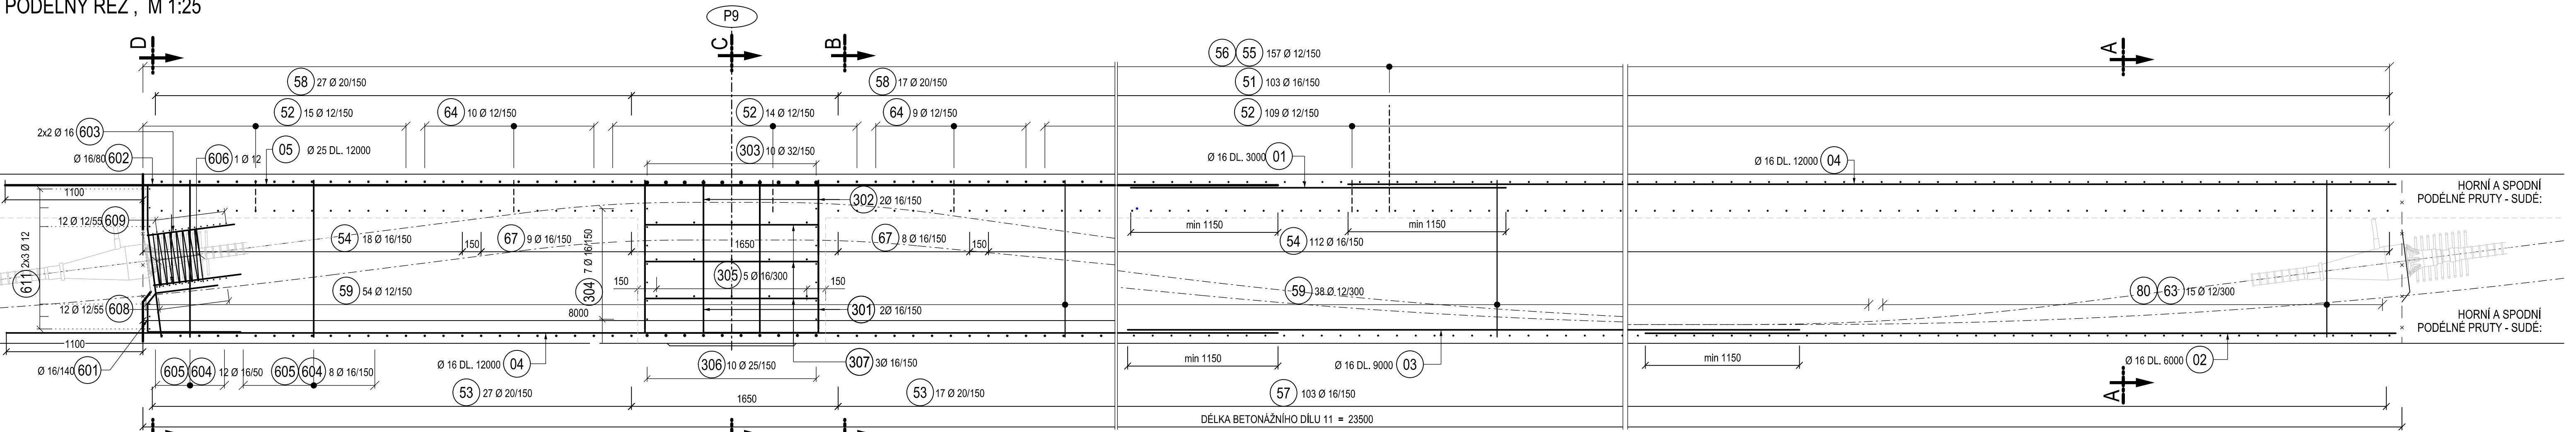 PODÉLNÝ ŘEZ , M 1:25
P9
D
C
B
A
56 55 157 Ø 12/150
58 27 Ø 20/150
58 17 Ø 20/150
51 103 Ø 16/150
52 15 Ø 12/150
64 10 Ø 12/150
52 14 Ø 12/150
64 9 Ø 12/150
52 109 Ø 12/150
2x2 Ø 16 603
Ø 16/80 602
606 1 Ø 12
05 Ø 25 DL. 12000
303 10 Ø 32/150
Ø 16 DL. 3000 01
Ø 16 DL. 12000 04
1100
HORNÍ A SPODNÍ
PODÉLNÉ PRUTY - SUDÉ:
302 2Ø 16/150
12 Ø 12/55 609
min 1150
min 1150
54 18 Ø 16/150
150
67 9 Ø 16/150
1650
67 8 Ø 16/150
150
54 112 Ø 16/150
611 2x3 Ø 12
304 7 Ø 16/150
305 5 Ø 16/300
150
150
59 54 Ø 12/150
59 38 Ø 12/300
80 63 15 Ø 12/300
12 Ø 12/55 608
8000
301 2Ø 16/150
HORNÍ A SPODNÍ
PODÉLNÉ PRUTY - SUDÉ:
1100
Ø 16/140 601
605 604 12 Ø 16/50
605 604 8 Ø 16/150
Ø 16 DL. 12000 04
306 10 Ø 25/150
307 3Ø 16/150
min 1150
Ø 16 DL. 9000 03
min 1150
Ø 16 DL. 6000 02
53 27 Ø 20/150
1650
53 17 Ø 20/150
57 103 Ø 16/150
A
DÉLKA BETONÁŽNÍHO DÍLU 11 = 23500